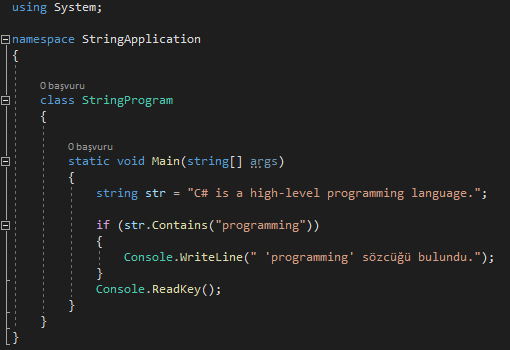 using System;
namespace StringApplication
{
0 başvuru
class StringProgram
{
0 başvuru
static void Main(string[] args)
{
string str = "C# is a high-level programming language.";
if (str.Contains("programming"))
{
Console.WriteLine(" 'programming' sözcüğü bulundu.");
}
Console.ReadKey();
}
}
}